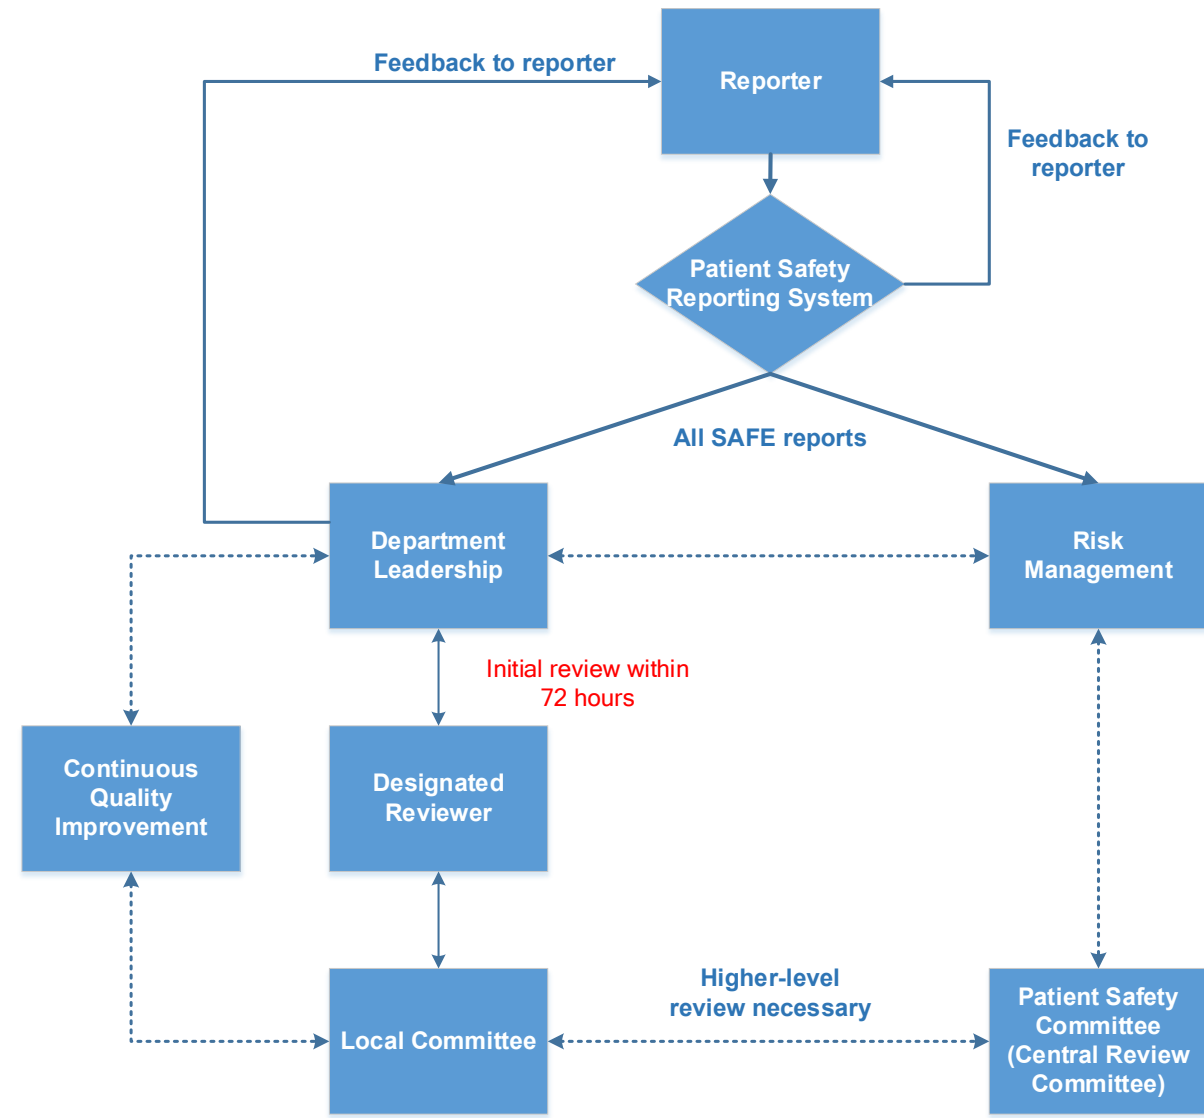 Feedback to reporter
Reporter
Feedback to
reporter
Patient Safety
Reporting System
All SAFE reports
Department
Leadership
Risk
Management
Initial review within
72 hours
Continuous
Quality
Improvement
Designated
Reviewer
Higher-level
review necessary
Local Committee
Patient Safety
Committee
(Central Review
Committee)